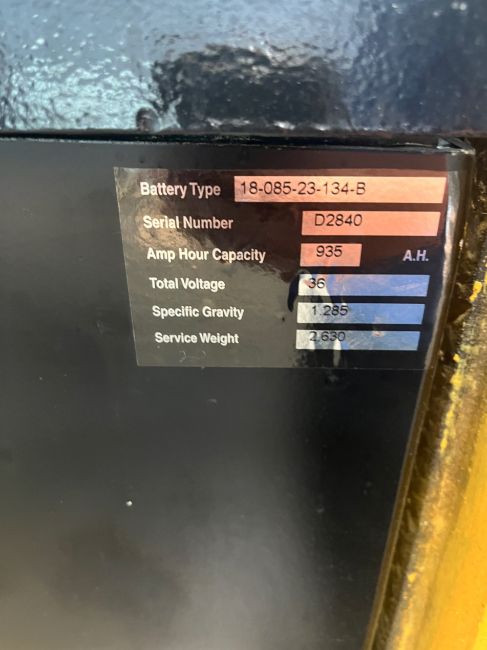 Battery Type 18-085-23-134-B
Serial Number D2840
Amp Hour Capacity 935 A.H.
Total Voltage 36
Specific Gravity 1.285
Service Weight 2,630